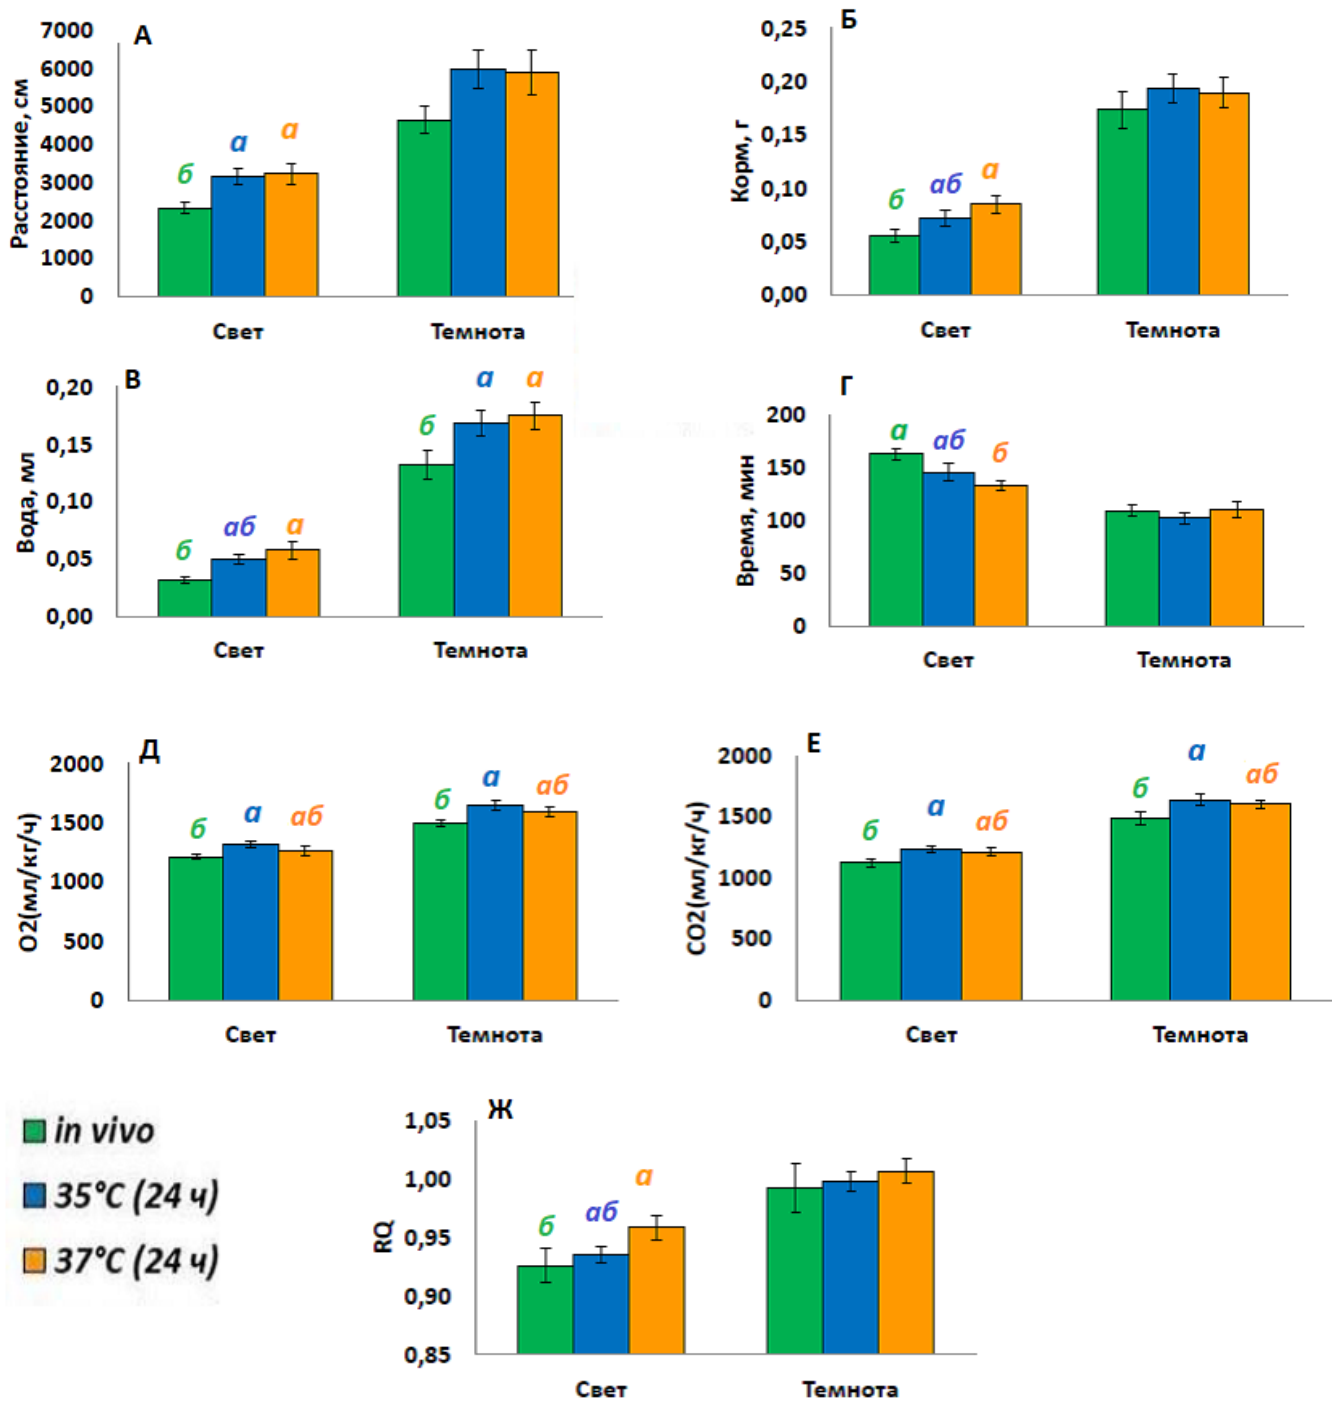 А
Расстояние, см
7000
6000
5000
4000
3000
2000
1000
0
б
а
а
Свет
Темнота
Б
Корм, г
0,25
0,20
0,15
0,10
0,05
0,00
б
аб
а
Свет
Темнота
В
Вода, мл
0,20
0,15
0,10
0,05
0,00
б
аб
а
б
а
а
Свет
Темнота
Г
Время, мин
200
150
100
50
0
а
аб
б
Свет
Темнота
Д
О2(мл/кг/ч)
2000
1500
1000
500
0
б
а
аб
б
а
аб
Свет
Темнота
Е
СО2(мл/кг/ч)
2000
1500
1000
500
0
б
а
аб
б
а
аб
Свет
Темнота
in vivo
35°C (24 ч)
37°C (24 ч)
Ж
RQ
1,05
1,00
0,95
0,90
0,85
б
аб
а
Свет
Темнота